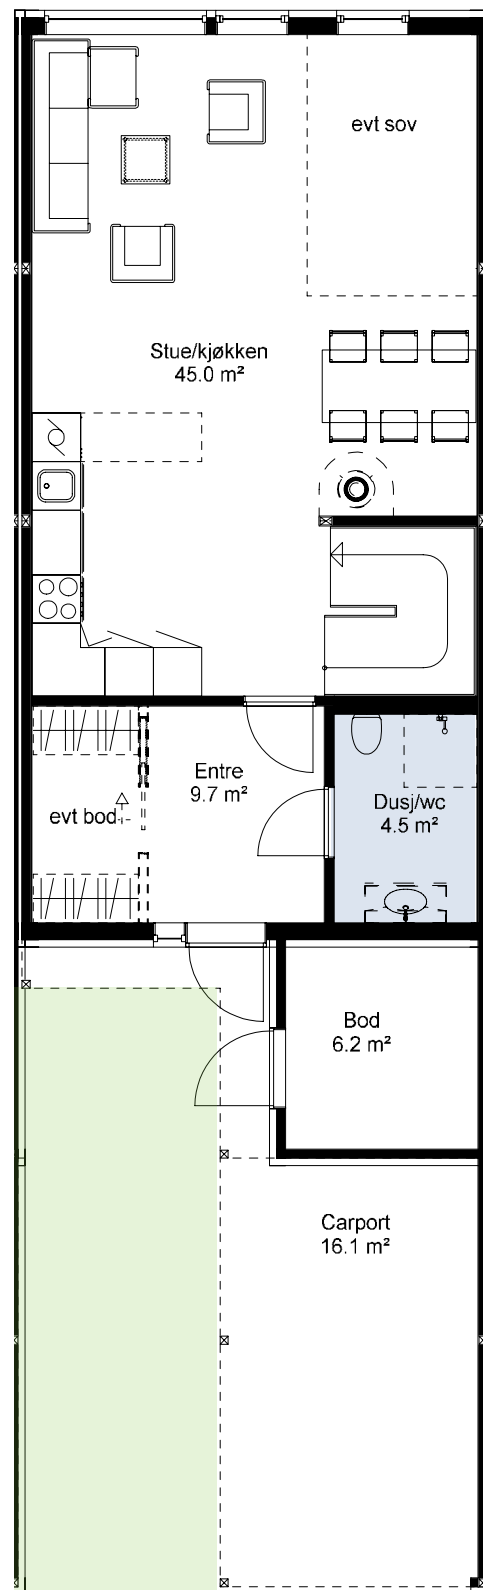 evt sov
Stue/kjøkken
45.0 m²
Entre
9.7 m²
evt bod
Dusj/wc
4.5 m²
Bod
6.2 m²
Carport
16.1 m²